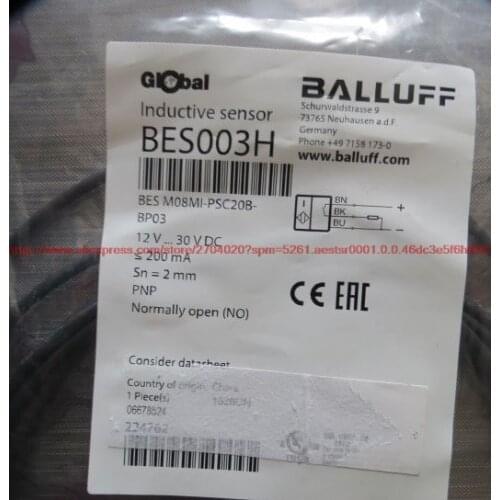 Global
BALLUFF
Inductive sensor
BES003H
Schurwaldstrasse 9
73765 Neuhausen a.d.F.
Germany
Phone +49 7158 173-0
www.balluff.com
BES M08MI-PSC20B-
BP03
BN
+
BK
BU
-
12 V... 30 V DC
≤ 200 mA
Sn = 2 mm
PNP
Normally open (NO)
CE EAC
Consider datasheet
Country of origin China
1 Piece(s)
06678524
224762